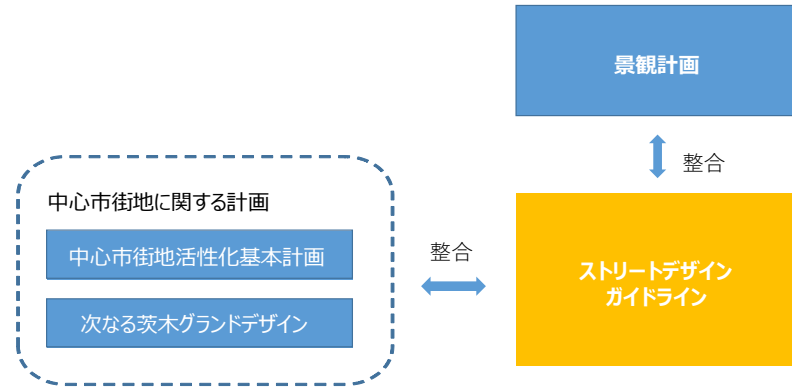 景観計画
整合
中心市街地に関する計画
中心市街地活性化基本計画
次なる茨木グランドデザイン
整合
ストリートデザイン
ガイドライン